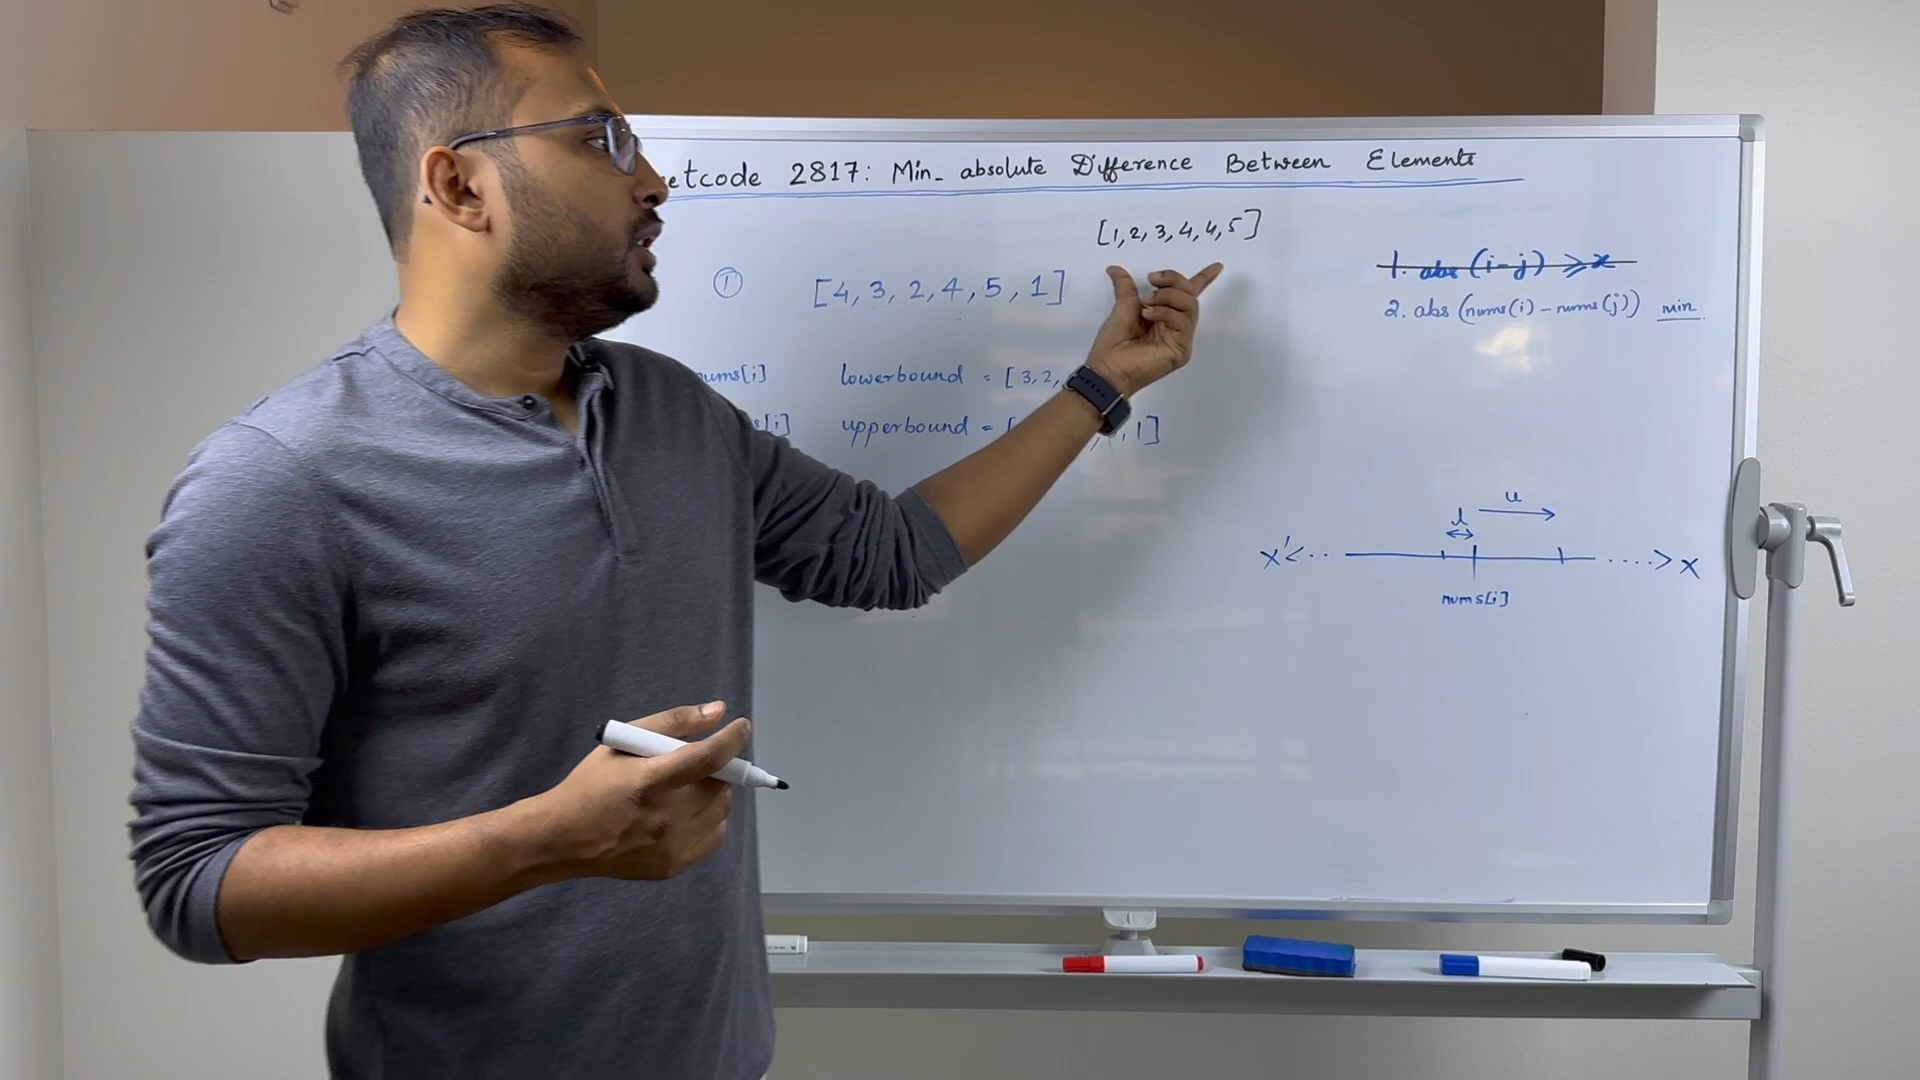 etcode 2817: Min_ absolute Difference Between Elements
[1,2,3,4,4,5]
① [4, 3, 2, 4, 5, 1]
1. abs (i-j) ⩾ x
2. abs (nums(i) - nums(j)) min
nums[i] lowerbound = [3,2,
s[i] upperbound = [ , 1]
u
l
x' x
nums[i]